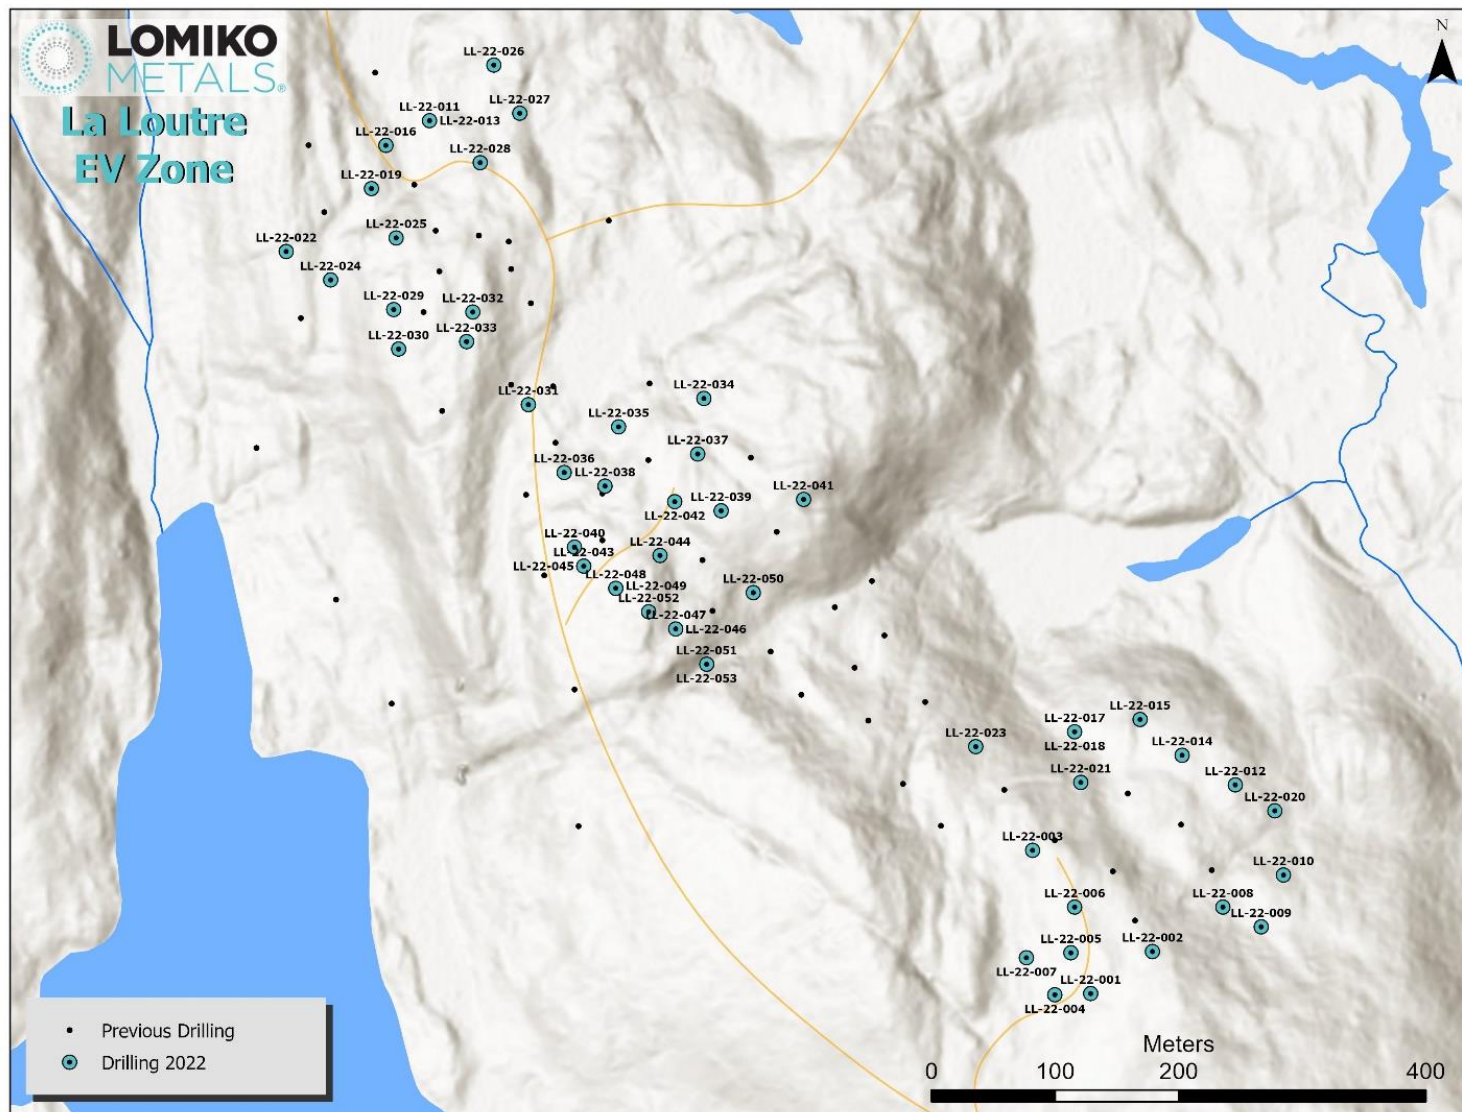 LOMIKO
METALS®
La Loutre
EV Zone
N
LL-22-026
LL-22-011
LL-22-027
LL-22-013
LL-22-016
LL-22-028
LL-22-019
LL-22-025
LL-22-022
LL-22-024
LL-22-029
LL-22-032
LL-22-030
LL-22-033
LL-22-031
LL-22-034
LL-22-035
LL-22-037
LL-22-036
LL-22-038
LL-22-041
LL-22-039
LL-22-042
LL-22-040
LL-22-044
LL-22-043
LL-22-045
LL-22-048
LL-22-049
LL-22-050
LL-22-052
LL-22-047
LL-22-046
LL-22-051
LL-22-053
LL-22-015
LL-22-017
LL-22-023
LL-22-018
LL-22-014
LL-22-021
LL-22-012
LL-22-020
LL-22-003
LL-22-010
LL-22-006
LL-22-008
LL-22-009
LL-22-005
LL-22-002
LL-22-007
LL-22-001
LL-22-004
Previous Drilling
Drilling 2022
Meters
0 100 200 400